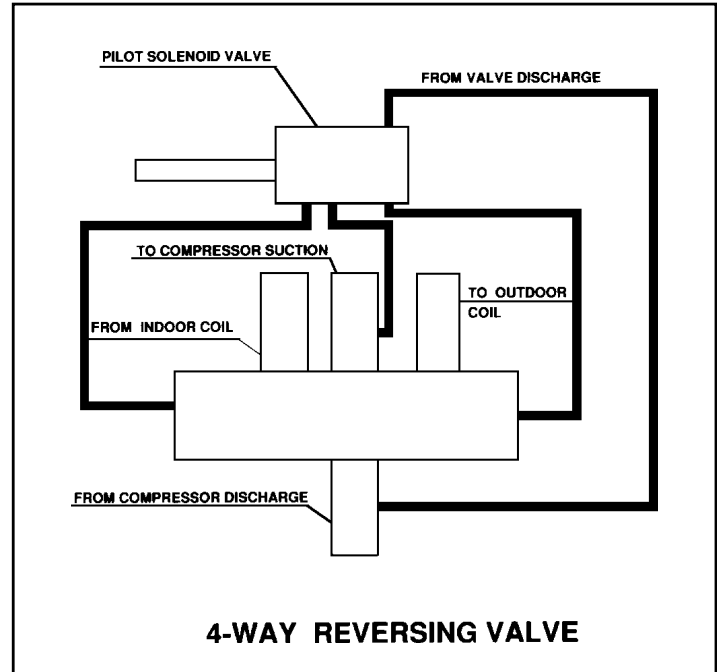 PILOT SOLENOID VALVE
FROM VALVE DISCHARGE
TO COMPRESSOR SUCTION
TO OUTDOOR
COIL
FROM INDOOR COIL
FROM COMPRESSOR DISCHARGE
4-WAY REVERSING VALVE